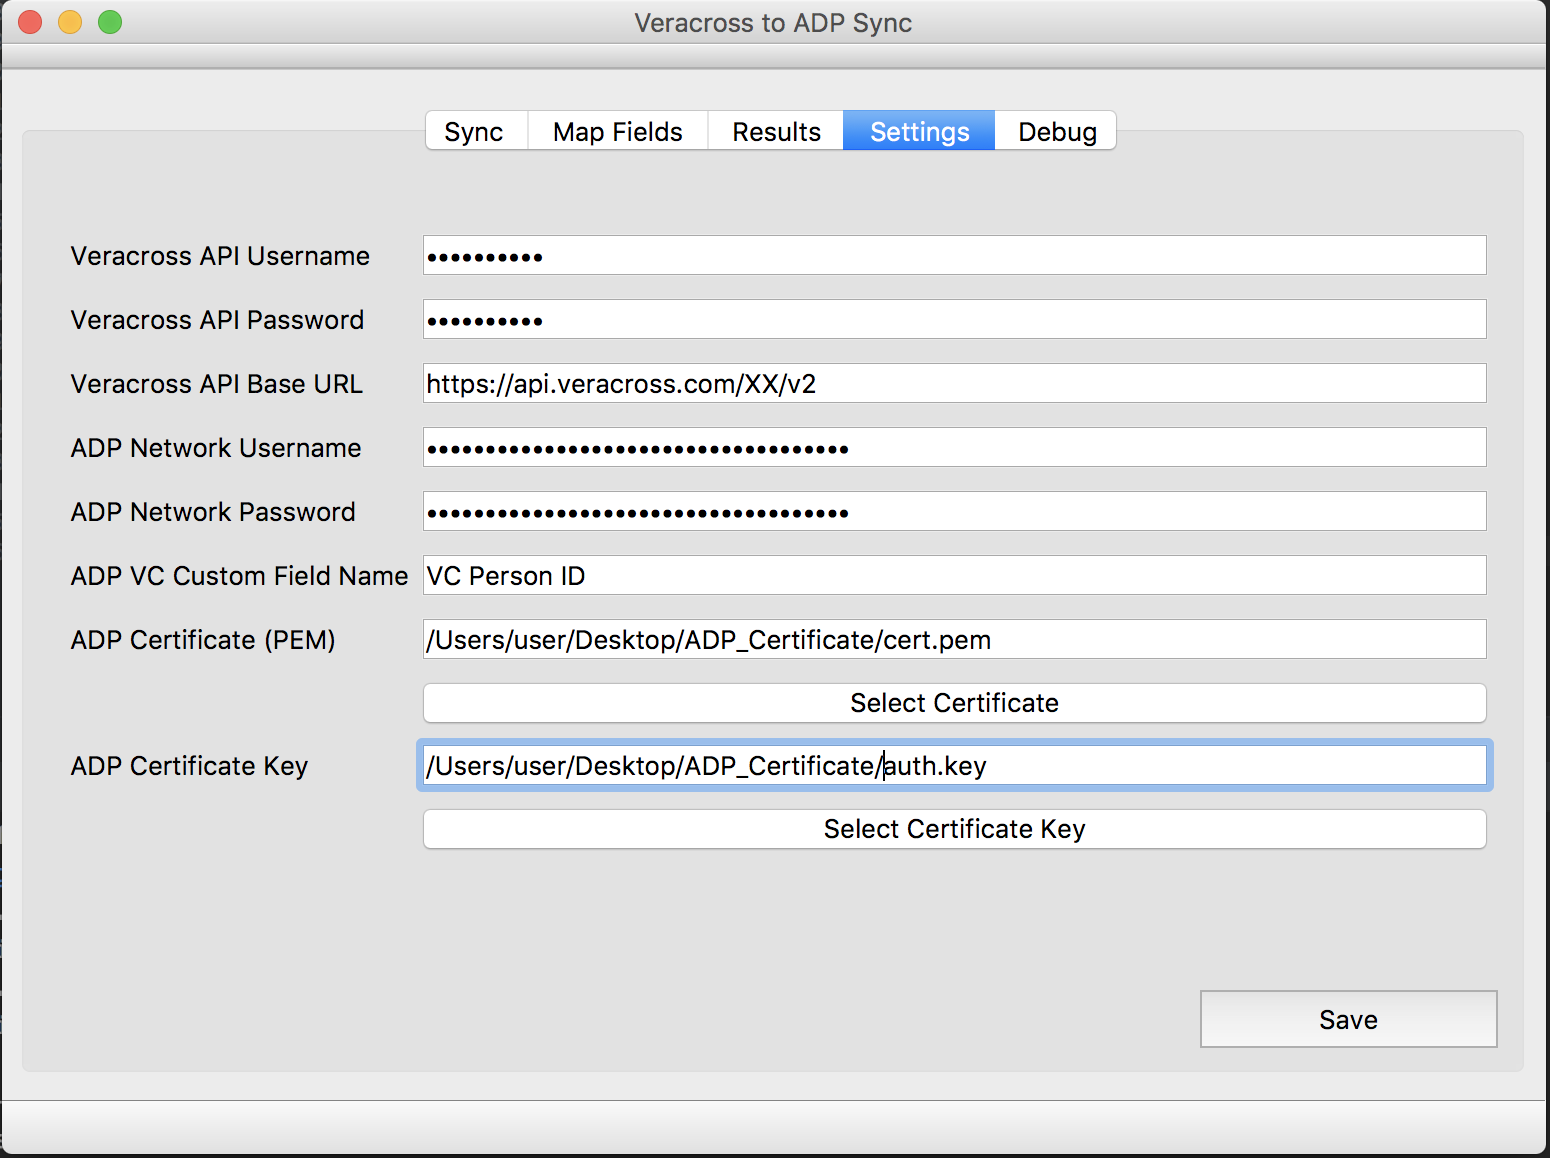 Veracross to ADP Sync
Sync Map Fields Results Settings Debug
Veracross API Username ••••••••••
Veracross API Password ••••••••••
Veracross API Base URL https://api.veracross.com/XX/v2
ADP Network Username ••••••••••••••••••••••••••••••••••••
ADP Network Password ••••••••••••••••••••••••••••••••••••
ADP VC Custom Field Name VC Person ID
ADP Certificate (PEM) /Users/user/Desktop/ADP_Certificate/cert.pem
Select Certificate
ADP Certificate Key /Users/user/Desktop/ADP_Certificate/auth.key
Select Certificate Key
Save